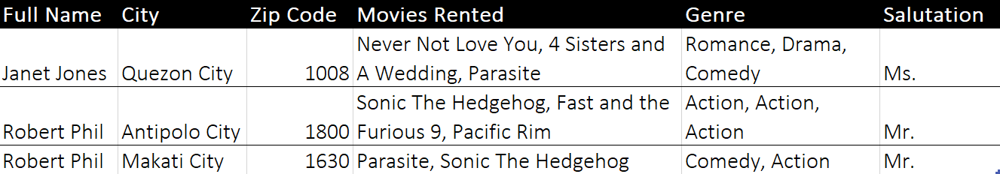 Full Name City Zip Code Movies Rented Genre Salutation
Never Not Love You, 4 Sisters and Romance, Drama,
Janet Jones Quezon City 1008 A Wedding, Parasite Comedy Ms.
Sonic The Hedgehog, Fast and the Action, Action,
Robert Phil Antipolo City 1800 Furious 9, Pacific Rim Action Mr.
Robert Phil Makati City 1630 Parasite, Sonic The Hedgehog Comedy, Action Mr.